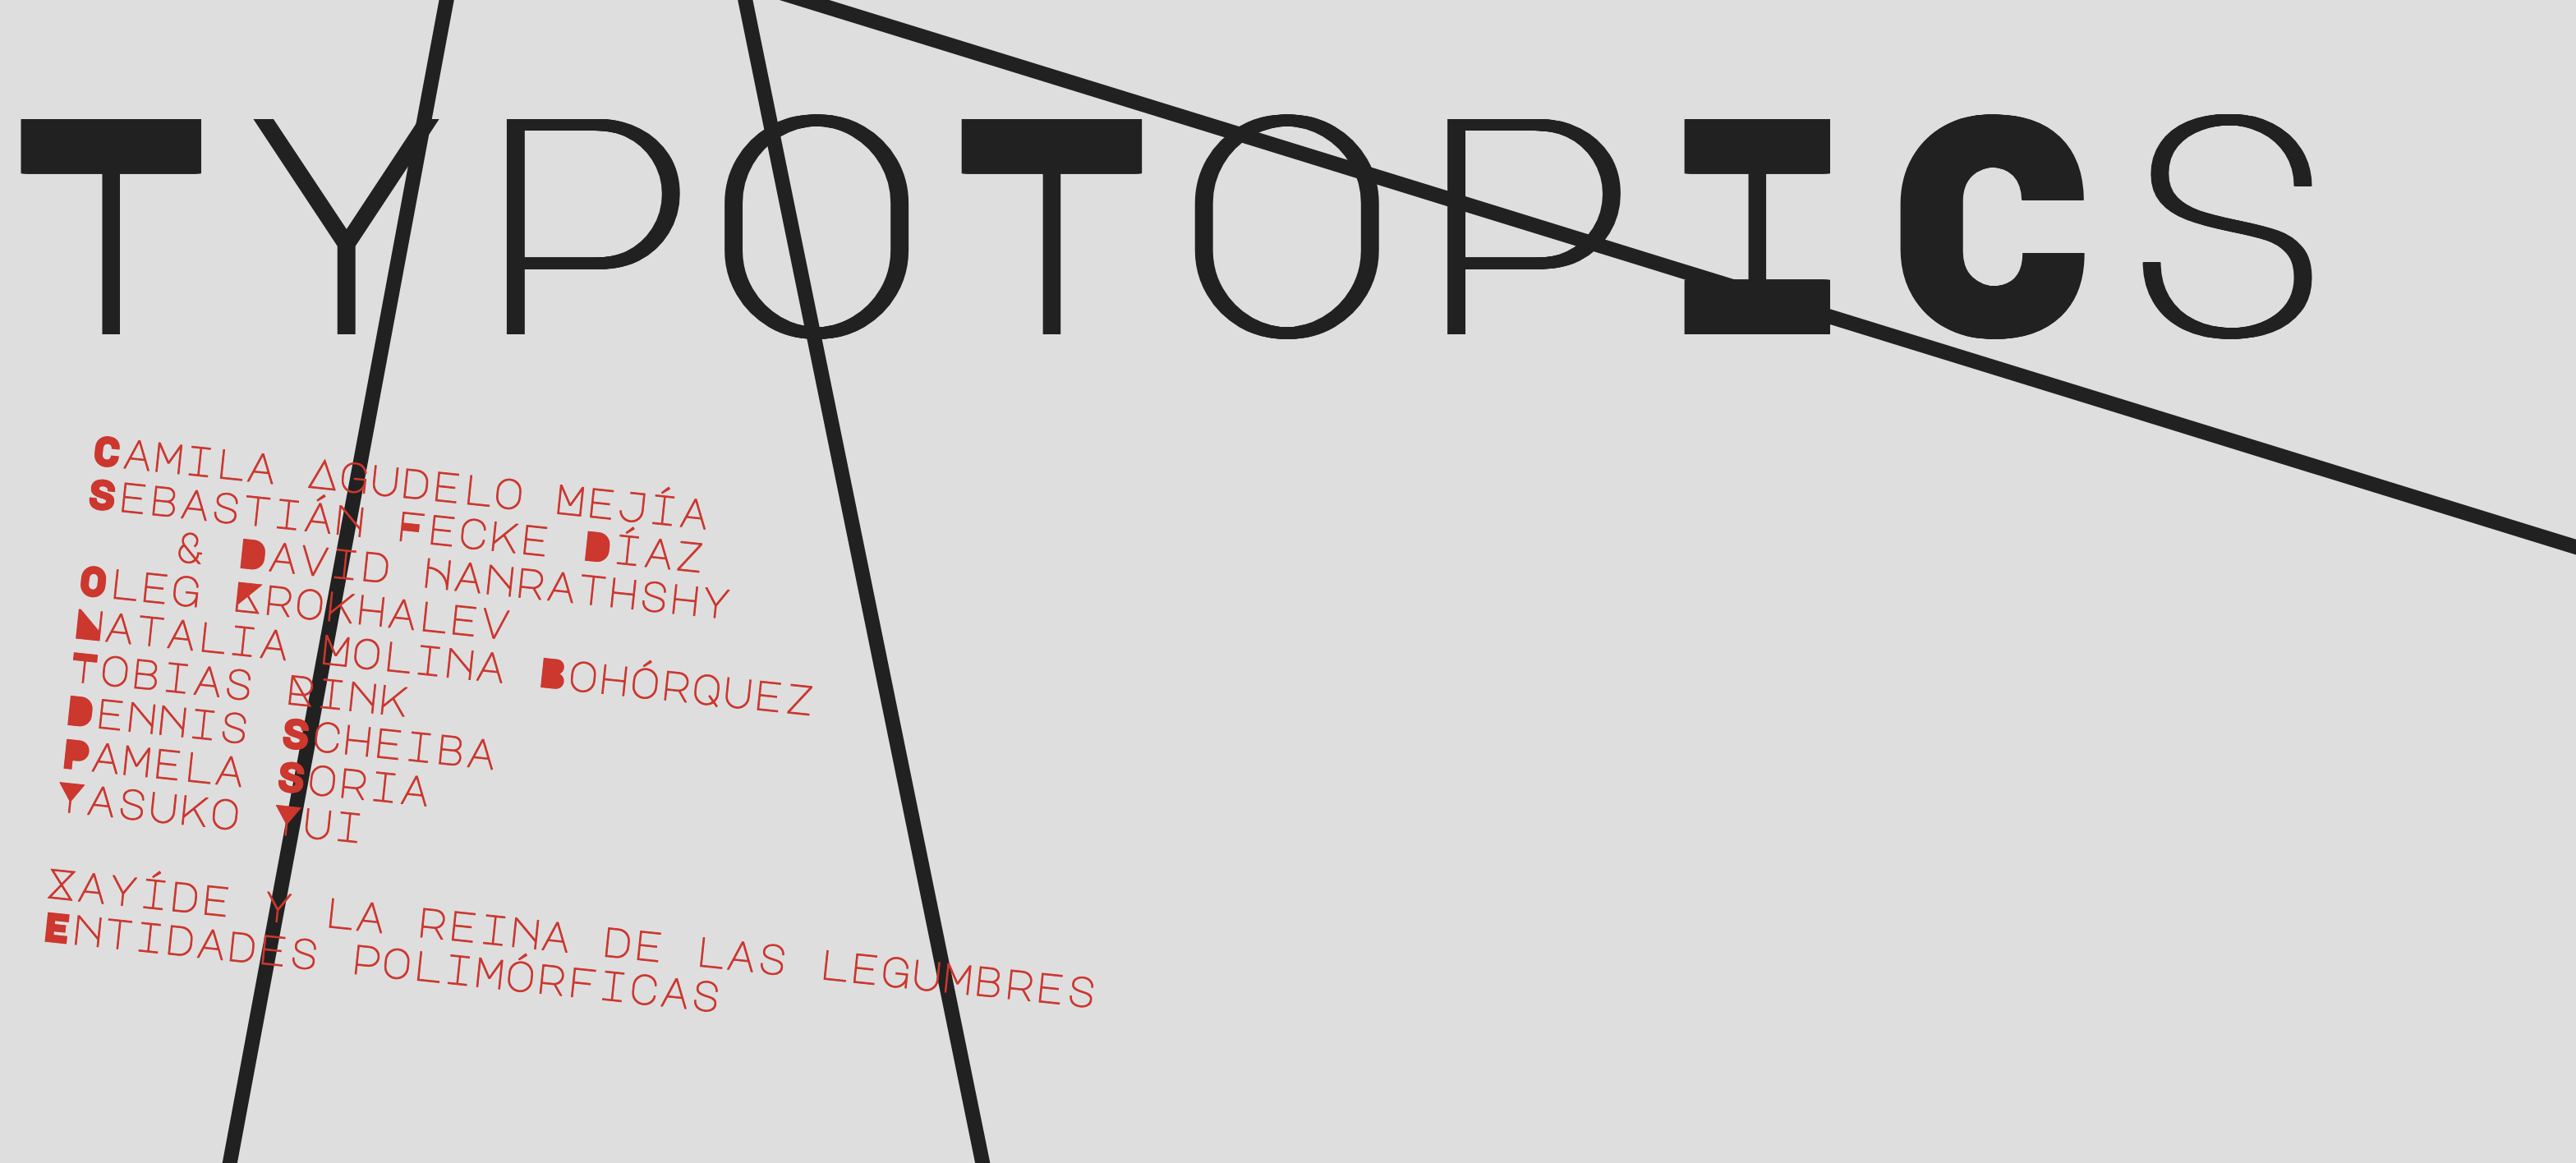 TYPOTOPICS
CAMILA AGUDELO MEJÍA
SEBASTIÁN FECKE DÍAZ
& DAVID HANRATHSHY
OLEG KROKHALEV
NATALIA MOLINA BOHÓRQUEZ
TOBIAS RINK
DENNIS SCHEIBA
PAMELA SORIA
YASUKO YUI
ZAYÍDE Y LA REINA DE LAS LEGUMBRES
ENTIDADES POLIMÓRFICAS